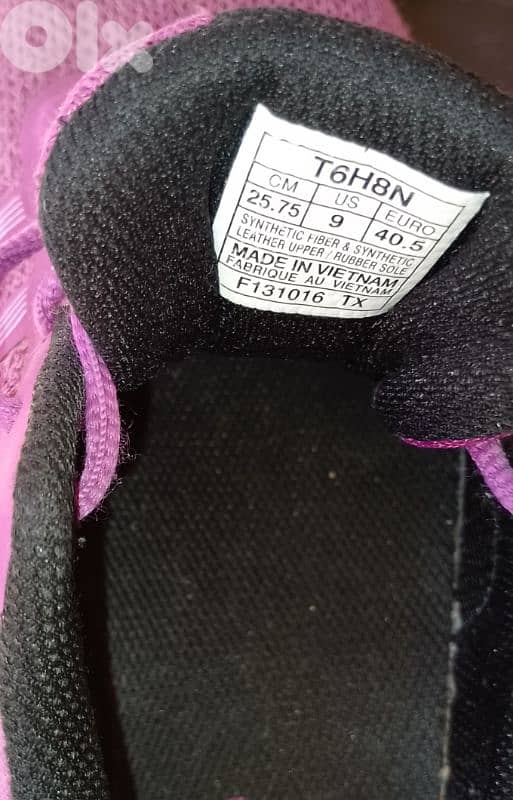 OLX
T6H8N
CM US EURO
25.75 9 40.5
SYNTHETIC FIBER & SYNTHETIC
LEATHER UPPER / RUBBER SOLE
MADE IN VIETNAM
FABRIQUE AU VIETNAM
F131016 TX